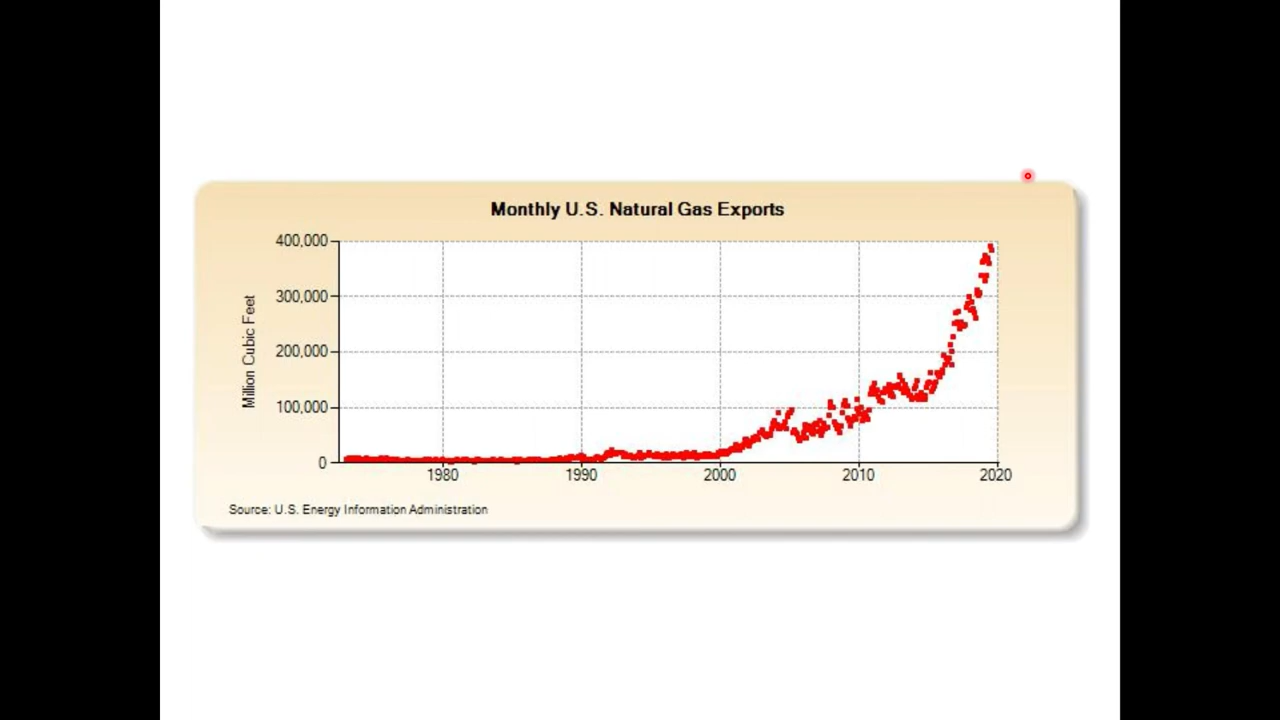 Monthly U.S. Natural Gas Exports
400,000
300,000
200,000
100,000
0
Million Cubic Feet
1980 1990 2000 2010 2020
Source: U.S. Energy Information Administration